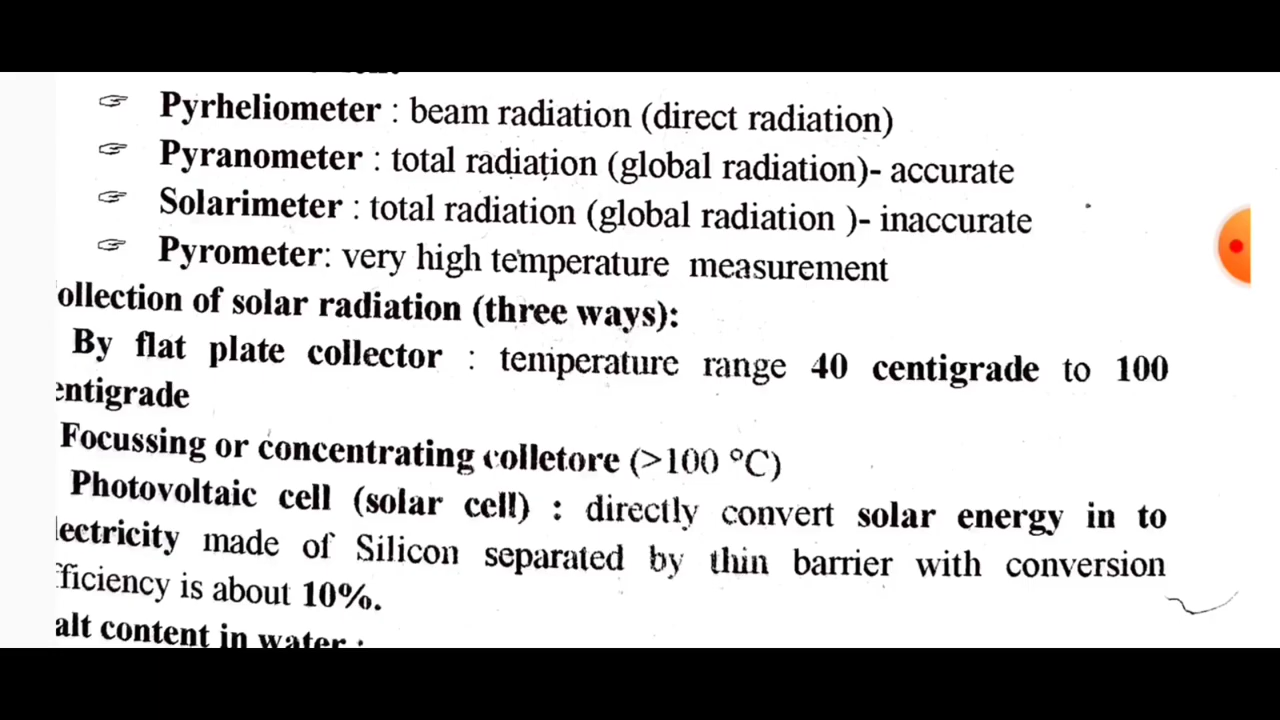 ☞ Pyrheliometer : beam radiation (direct radiation)
☞ Pyranometer : total radiation (global radiation)- accurate
☞ Solarimeter : total radiation (global radiation )- inaccurate
☞ Pyrometer: very high temperature measurement
ollection of solar radiation (three ways):
By flat plate collector : temperature range 40 centigrade to 100
entigrade
Focussing or concentrating colletore (>100 °C)
Photovoltaic cell (solar cell) : directly convert solar energy in to
lectricity made of Silicon separated by thin barrier with conversion
fficiency is about 10%.
alt content in water :